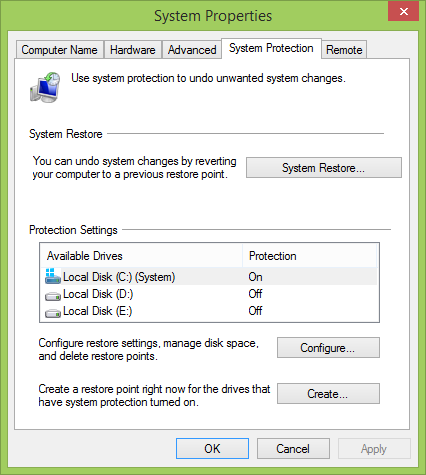 System Properties
Computer Name Hardware Advanced System Protection Remote
Use system protection to undo unwanted system changes.
System Restore
You can undo system changes by reverting
your computer to a previous restore point.
System Restore...
Protection Settings
Available Drives Protection
Local Disk (C:) (System) On
Local Disk (D:) Off
Local Disk (E:) Off
Configure restore settings, manage disk space,
and delete restore points.
Configure...
Create a restore point right now for the drives that
have system protection turned on.
Create...
OK Cancel Apply